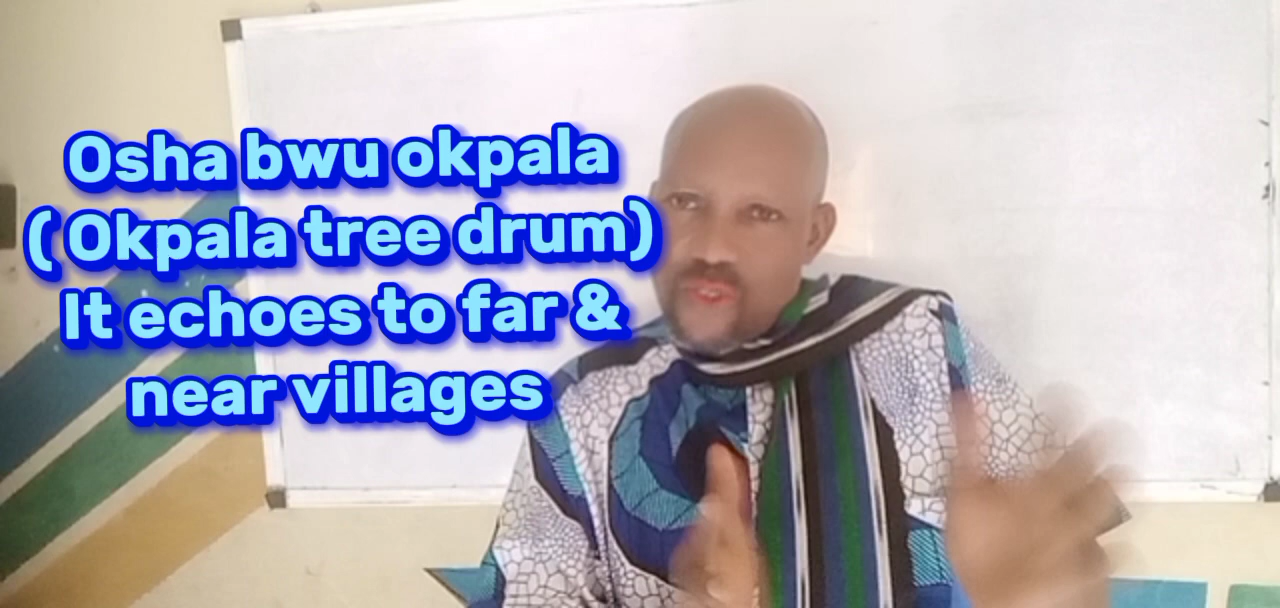 Osha bwu okpala
( Okpala tree drum)
It echoes to far &
near villages